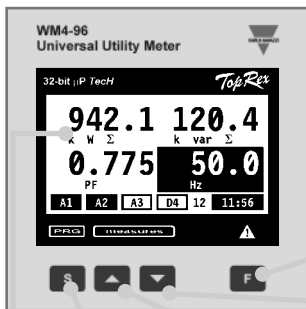 WM4-96
Universal Utility Meter
32-bit µP TecH TopRex
942.1 120.4
k W Σ k var Σ
0.775 50.0
PF Hz
A1 A2 A3 D4 12 11:56
PRG measures
S F